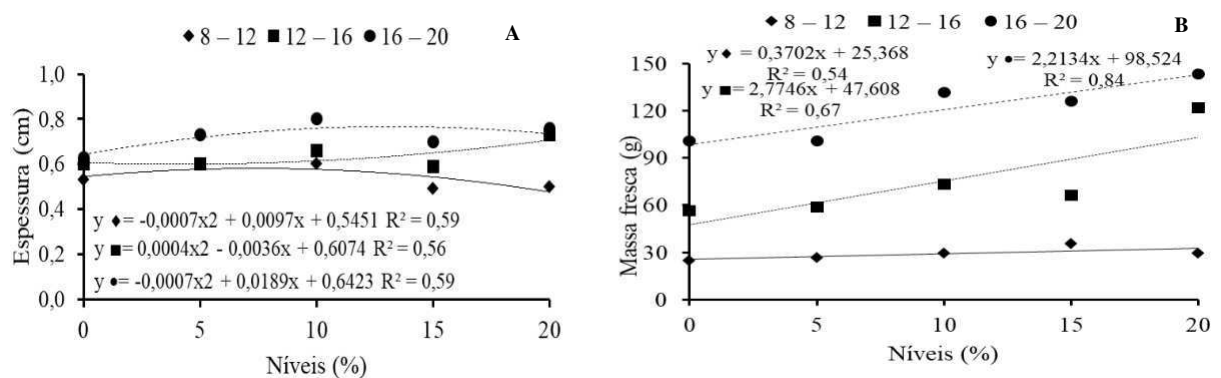 ◆ 8 – 12 ■ 12 – 16 ● 16 – 20
A
Espessura (cm)
1,0
0,8
0,6
0,4
0,2
0,0
y ◆ = -0,0007x2 + 0,0097x + 0,5451 R² = 0,59
y ■ = 0,0004x2 - 0,0036x + 0,6074 R² = 0,56
y ● = -0,0007x2 + 0,0189x + 0,6423 R² = 0,59
0 5 10 15 20
Níveis (%)
◆ 8 – 12 ■ 12 – 16 ● 16 – 20
B
y ◆ = 0,3702x + 25,368
R² = 0,54
y ■ = 2,7746x + 47,608
R² = 0,67
y ● = 2,2134x + 98,524
R² = 0,84
Massa fresca (g)
150
120
90
60
30
0
0 5 10 15 20
Níveis (%)